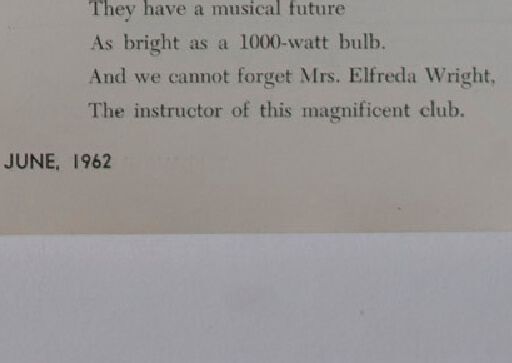 They have a musical future
As bright as a 1000-watt bulb.
And we cannot forget Mrs. Elfreda Wright,
The instructor of this magnificent club.
JUNE, 1962